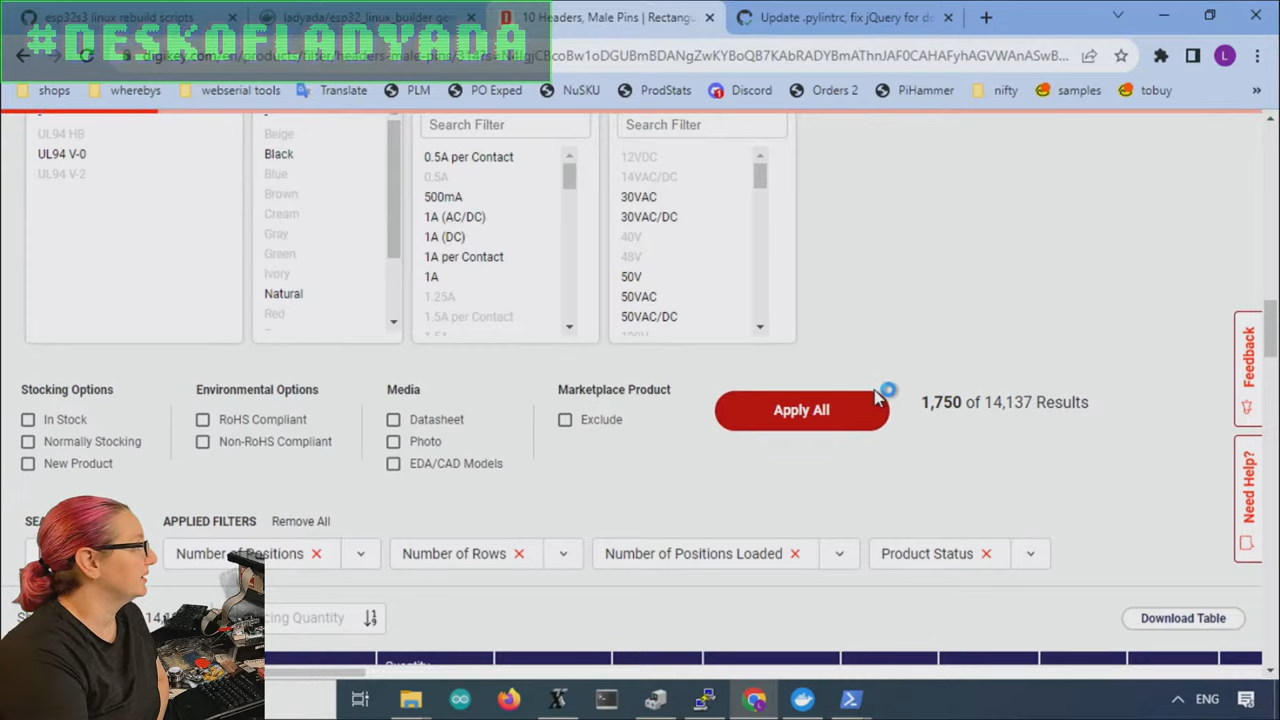 #DESKOFLADYADA
esp32s3 linux rebuild scripts
ladyada/esp32_linux_builder
10 Headers, Male Pins | Rectang
Update .pylintrc, fix jQuery for do
shops
wherebys
webserial tools
Translate
PLM
PO Exped
NuSKU
ProdStats
Discord
Orders 2
PiHammer
nifty
samples
tobuy
»
UL94 HB
UL94 V-0
UL94 V-2
Beige
Black
Blue
Brown
Cream
Gray
Green
Ivory
Natural
Red
Search Filter
0.5A per Contact
0.5A
500mA
1A (AC/DC)
1A (DC)
1A per Contact
1A
1.25A
1.5A per Contact
Search Filter
12VDC
14VAC/DC
30VAC
30VAC/DC
40V
48V
50V
50VAC
50VAC/DC
Stocking Options
In Stock
Normally Stocking
New Product
Environmental Options
RoHS Compliant
Non-RoHS Compliant
Media
Datasheet
Photo
EDA/CAD Models
Marketplace Product
Exclude
Apply All
1,750 of 14,137 Results
Feedback
Need Help?
APPLIED FILTERS Remove All
Number of Positions
Number of Rows
Number of Positions Loaded
Product Status
Quantity
Download Table
ENG